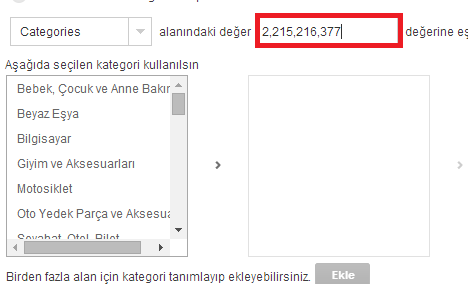 Categories alanındaki değer 2,215,216,377 değerine eş
Aşağıda seçilen kategori kullanılsın
Bebek, Çocuk ve Anne Bakım
Beyaz Eşya
Bilgisayar
Giyim ve Aksesuarları
Motosiklet
Oto Yedek Parça ve Aksesua
Seyahat, Otel, Bilet
Birden fazla alan için kategori tanımlayıp ekleyebilirsiniz. Ekle